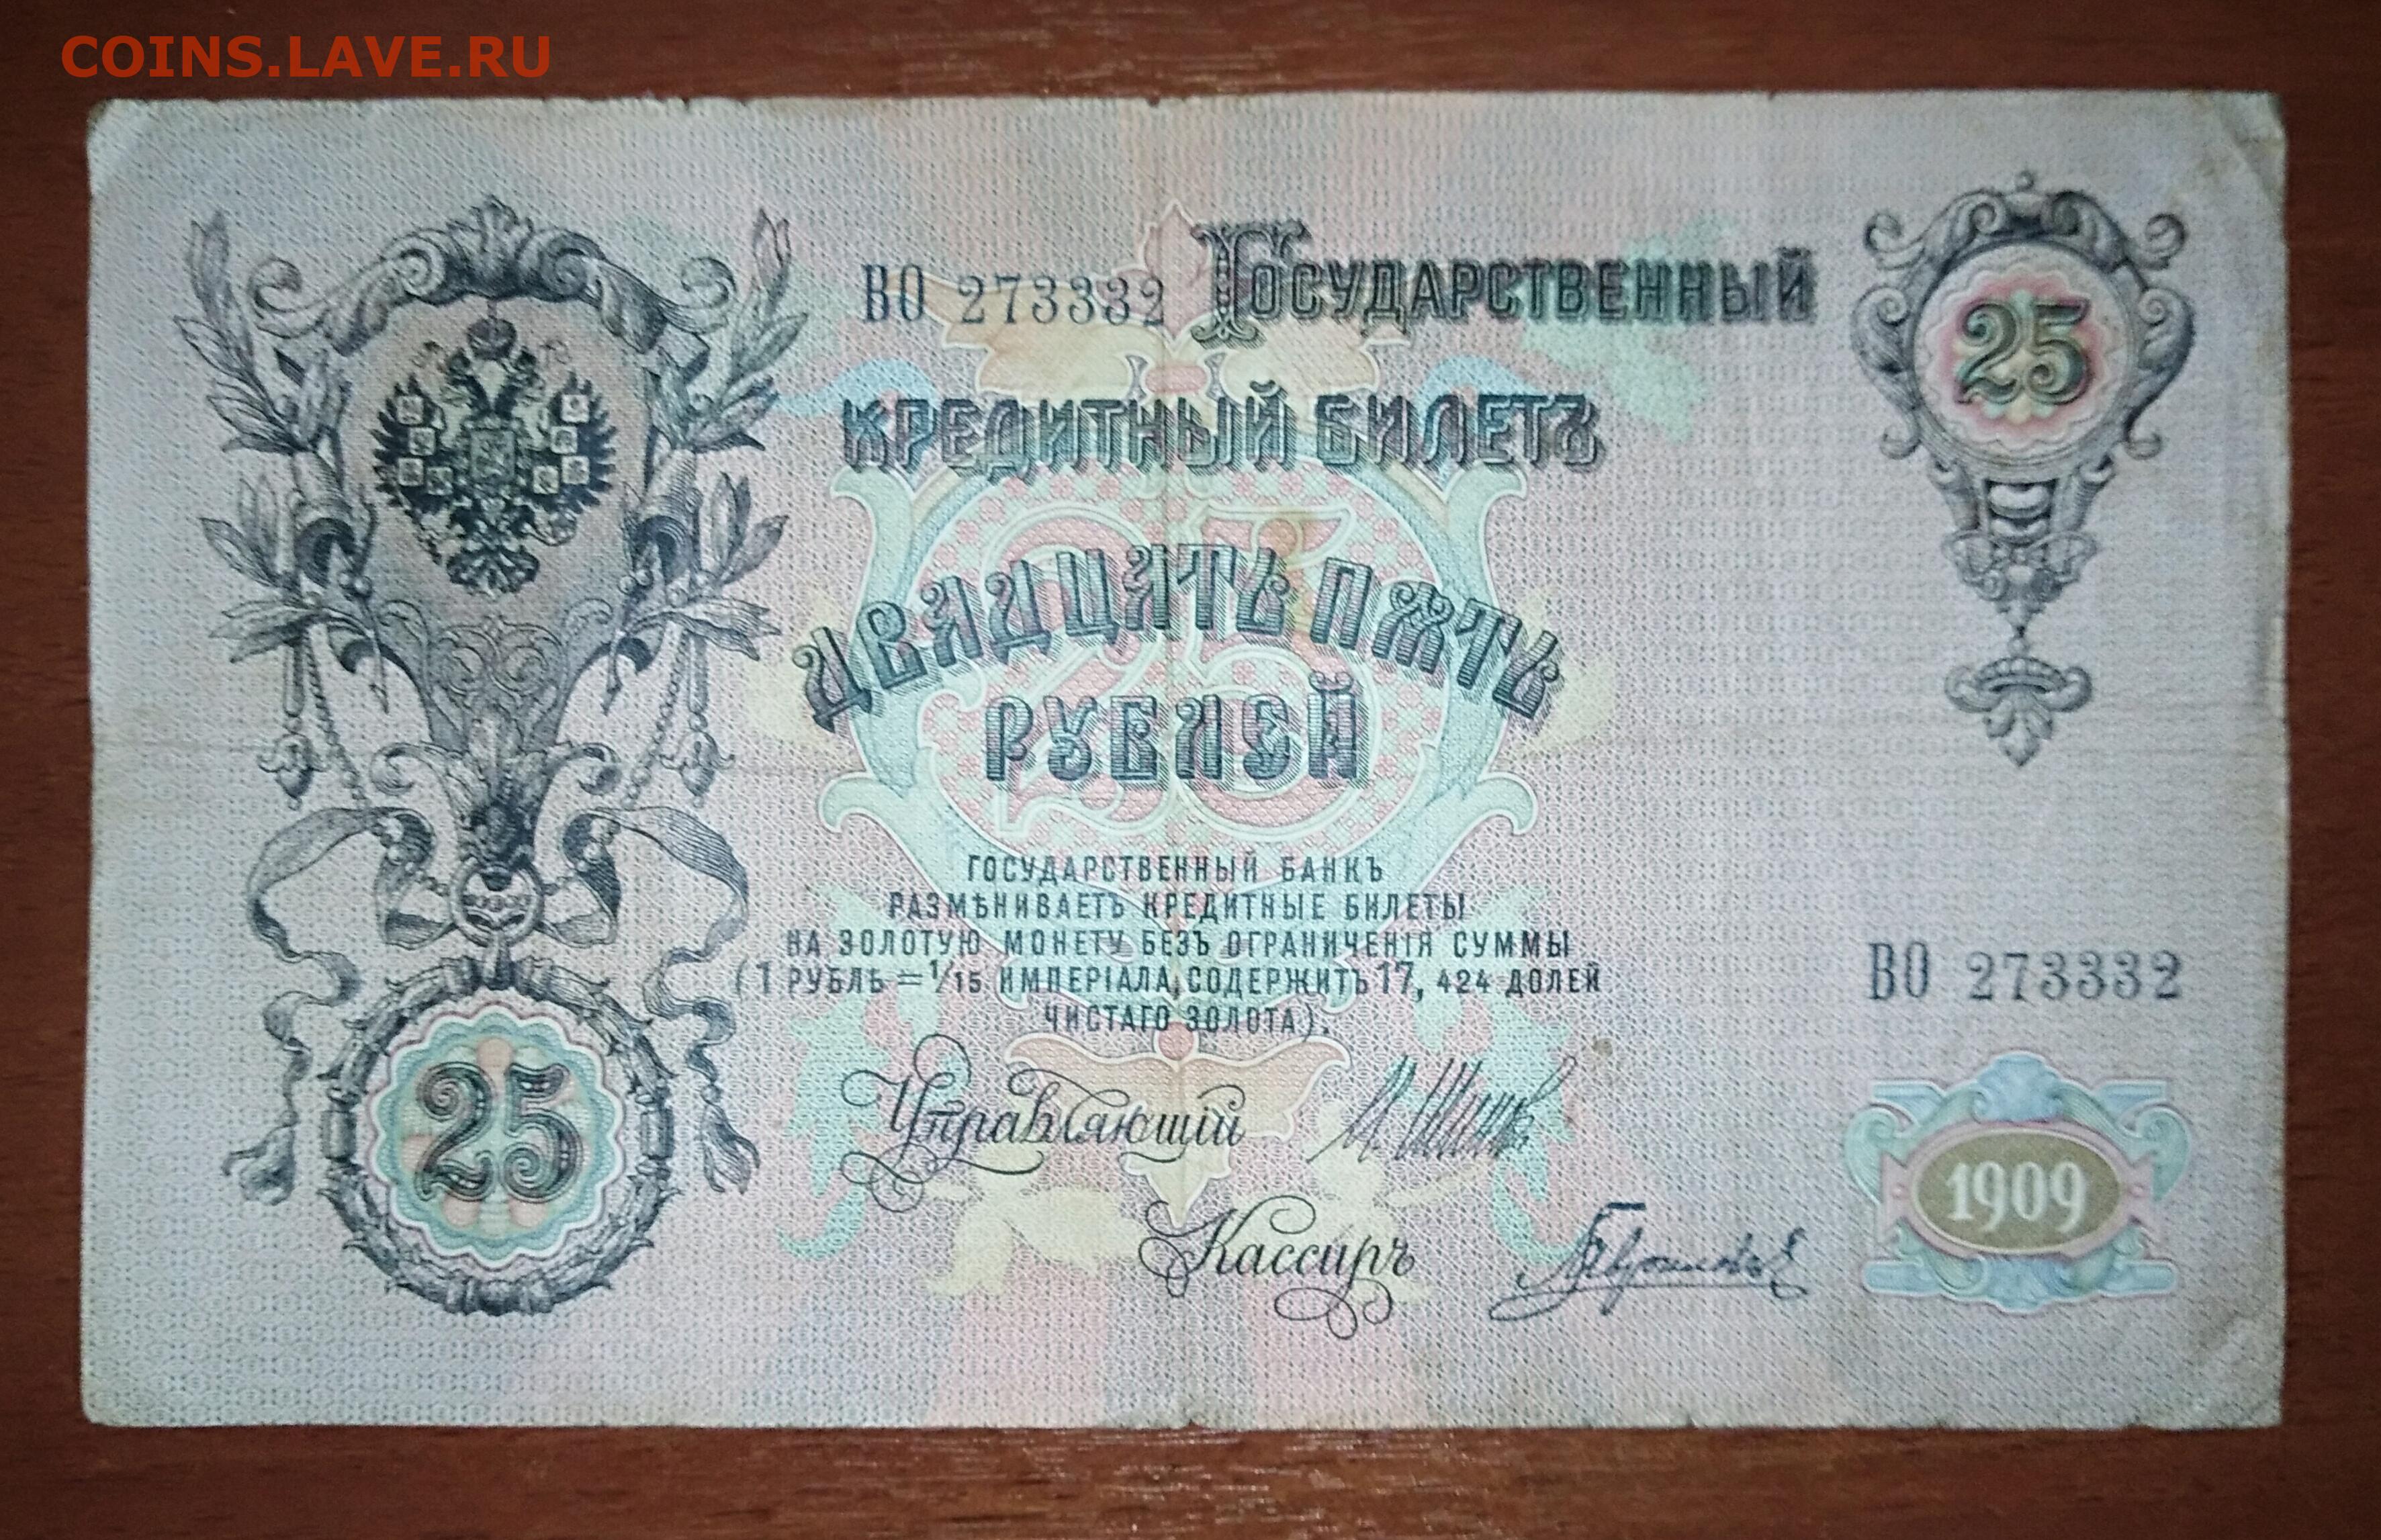 COINS.LAVE.RU
ВО 273332 ГОСУДАРСТВЕННЫЙ
25
КРЕДИТНЫЙ БИЛЕТЪ
25
ДВАДЦАТЬ ПЯТЬ
РУБЛЕЙ
ГОСУДАРСТВЕННЫЙ БАНКЪ
РАЗМѢНИВАЕТЪ КРЕДИТНЫЕ БИЛЕТЫ
НА ЗОЛОТУЮ МОНЕТУ БЕЗЪ ОГРАНИЧЕНІЯ СУММЫ
(1 РУБЛЬ = 1/15 ИМПЕРІАЛА, СОДЕРЖИТЪ 17, 424 ДОЛЕЙ
ЧИСТАГО ЗОЛОТА).
ВО 273332
25
Управляющій
Кассиръ
1909